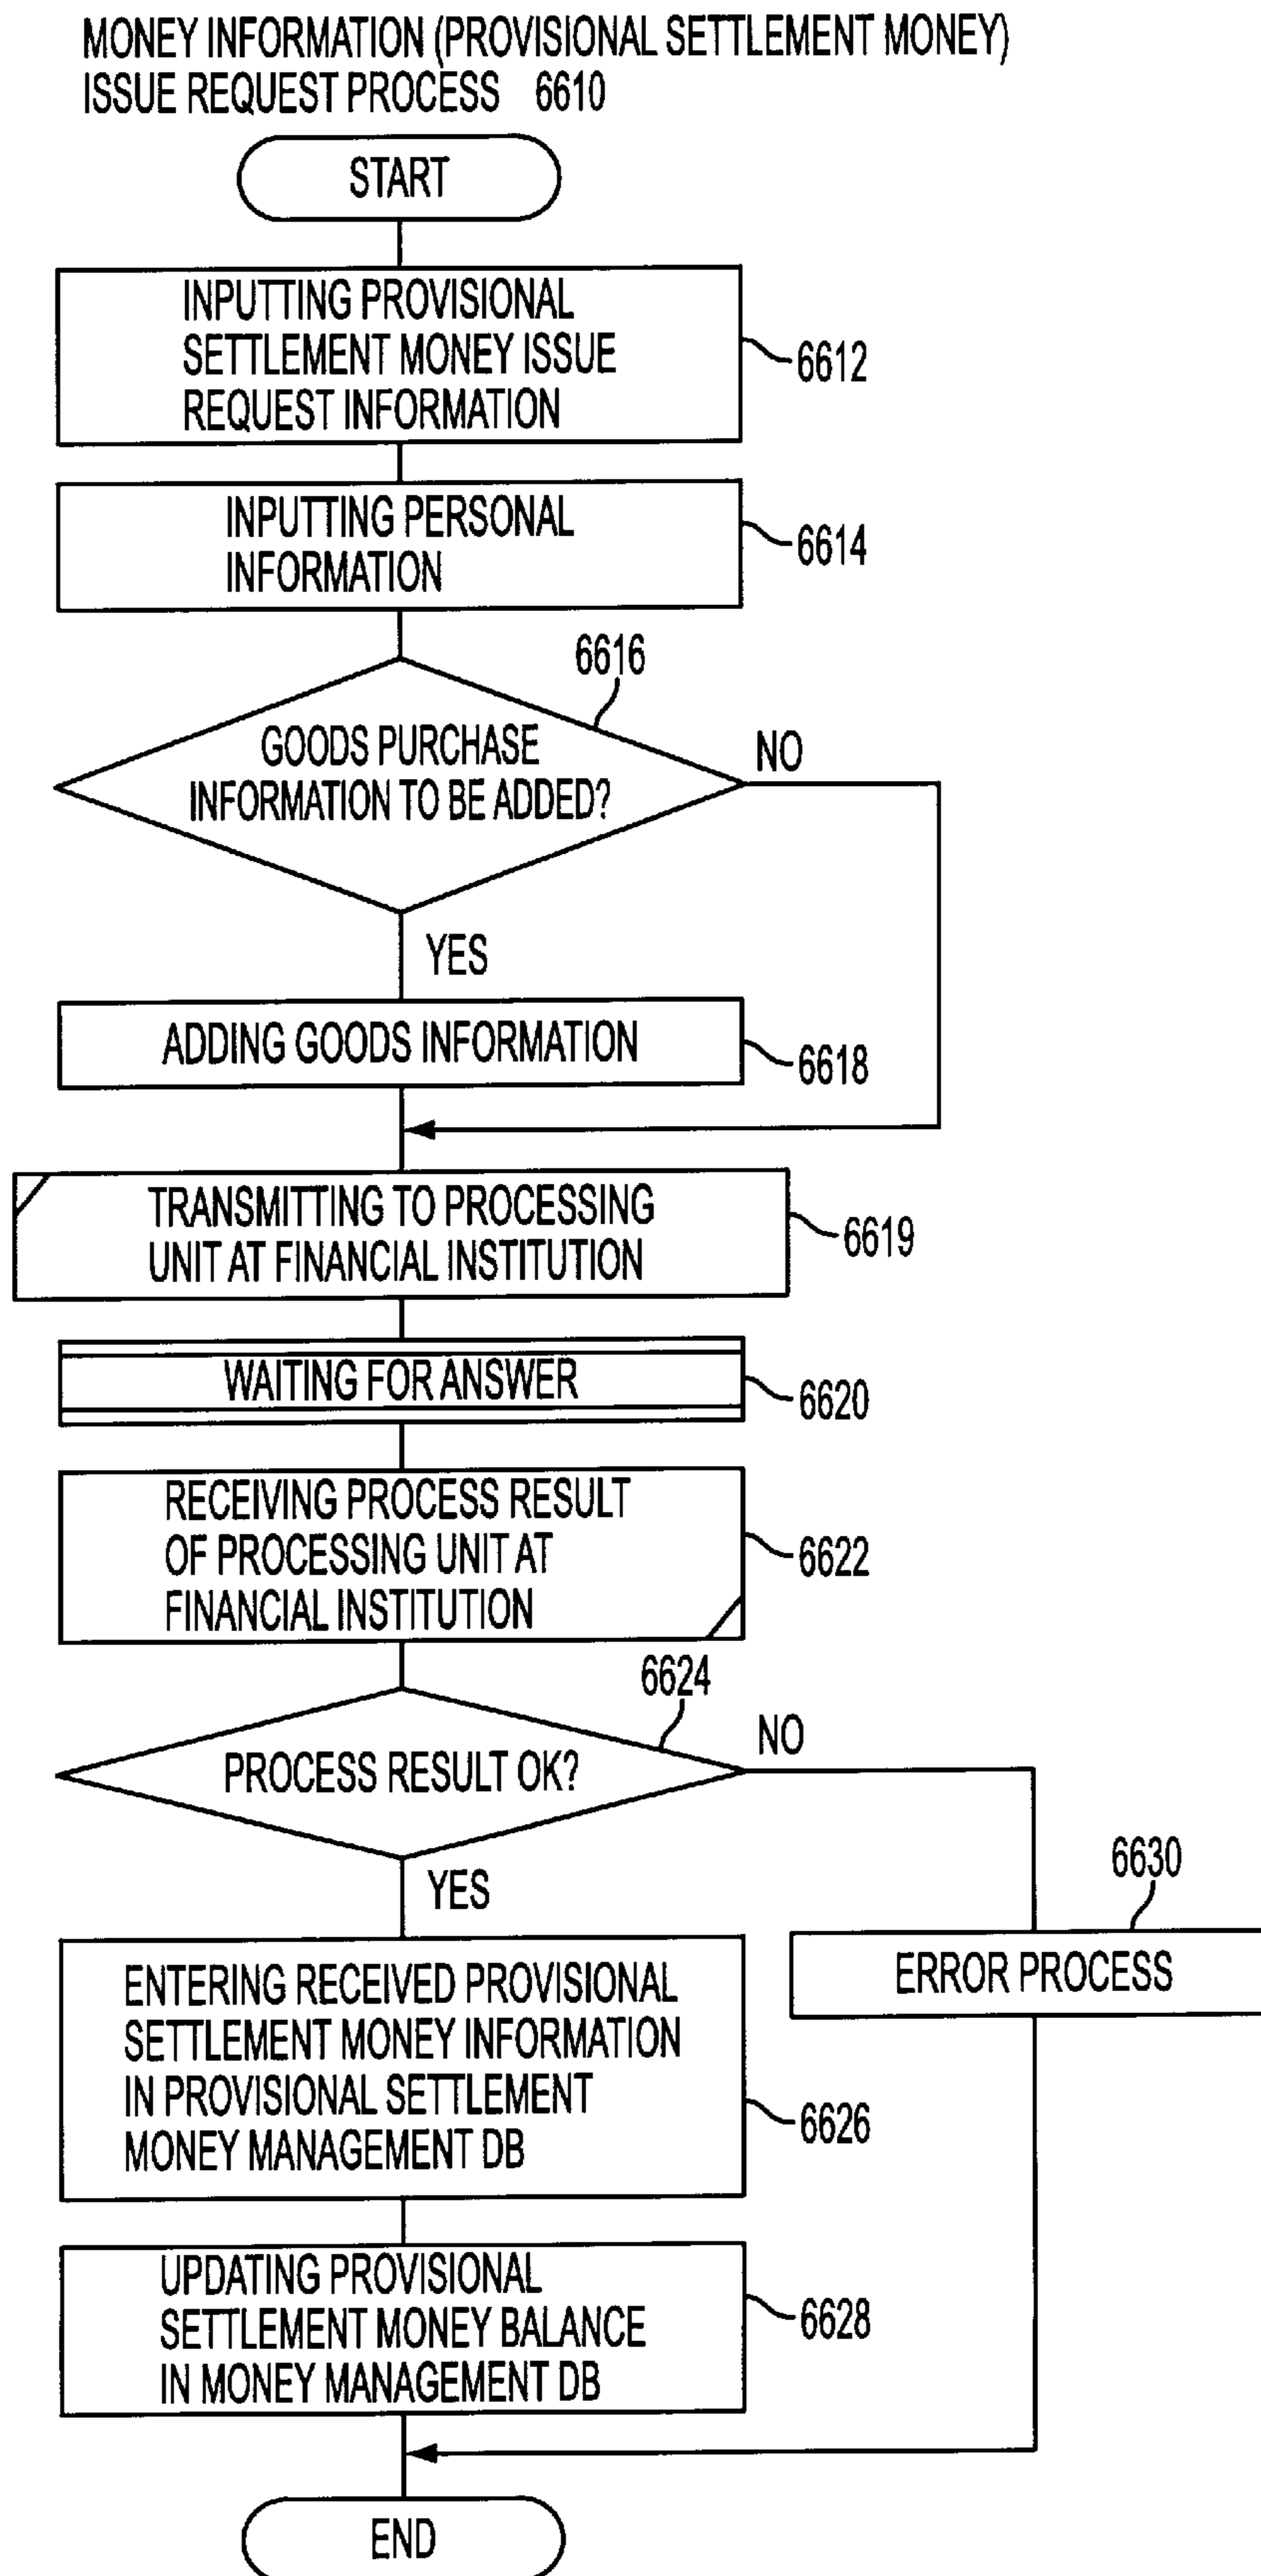 MONEY INFORMATION (PROVISIONAL SETTLEMENT MONEY)
ISSUE REQUEST PROCESS 6610
START
INPUTTING PROVISIONAL
SETTLEMENT MONEY ISSUE
REQUEST INFORMATION
6612
INPUTTING PERSONAL
INFORMATION
6614
6616
GOODS PURCHASE
INFORMATION TO BE ADDED?
NO
YES
ADDING GOODS INFORMATION
6618
TRANSMITTING TO PROCESSING
UNIT AT FINANCIAL INSTITUTION
6619
WAITING FOR ANSWER
6620
RECEIVING PROCESS RESULT
OF PROCESSING UNIT AT
FINANCIAL INSTITUTION
6622
6624
PROCESS RESULT OK?
NO
YES
6630
ERROR PROCESS
ENTERING RECEIVED PROVISIONAL
SETTLEMENT MONEY INFORMATION
IN PROVISIONAL SETTLEMENT
MONEY MANAGEMENT DB
6626
UPDATING PROVISIONAL
SETTLEMENT MONEY BALANCE
IN MONEY MANAGEMENT DB
6628
END